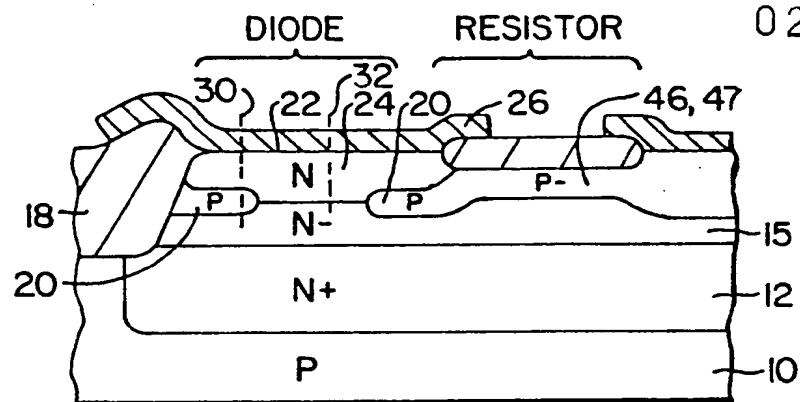 DIODE RESISTOR 02
30 22 32 24 20 26 46, 47
N
P P P-
18 N- 15
20 N+ 12
P 10